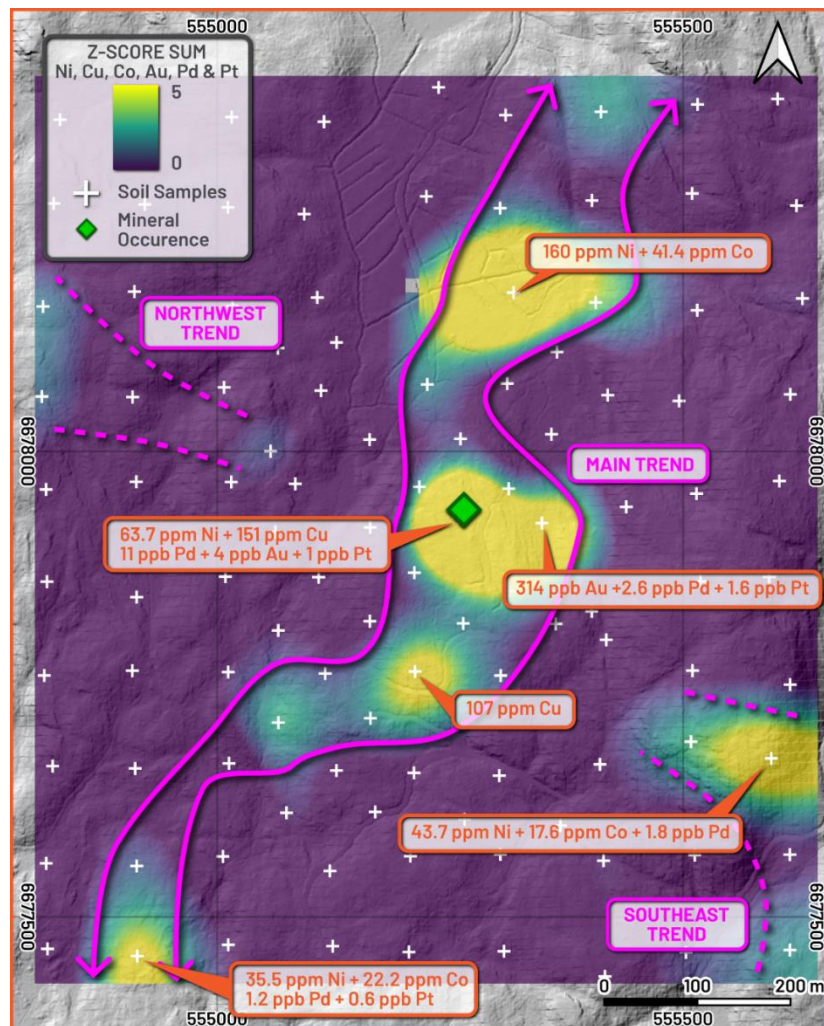 555000
555500
Z-SCORE SUM
Ni, Cu, Co, Au, Pd & Pt
5
0
Soil Samples
Mineral
Occurence
160 ppm Ni + 41.4 ppm Co
NORTHWEST
TREND
6678000
6678000
MAIN TREND
63.7 ppm Ni + 151 ppm Cu
11 ppb Pd + 4 ppb Au + 1 ppb Pt
314 ppb Au +2.6 ppb Pd + 1.6 ppb Pt
107 ppm Cu
43.7 ppm Ni + 17.6 ppm Co + 1.8 ppb Pd
6677500
6677500
SOUTHEAST
TREND
35.5 ppm Ni + 22.2 ppm Co
1.2 ppb Pd + 0.6 ppb Pt
0 100 200 m
555000
555500